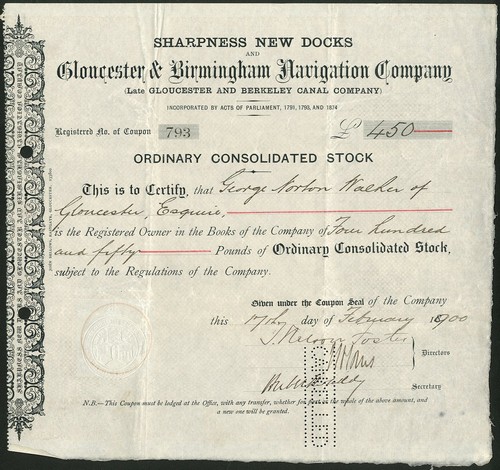 SHARPNESS NEW DOCKS
AND
Gloucester & Birmingham Navigation Company
(Late GLOUCESTER AND BERKELEY CANAL COMPANY)
INCORPORATED BY ACTS OF PARLIAMENT, 1791, 1793, AND 1874
Registered No. of Coupon 793 £450
ORDINARY CONSOLIDATED STOCK
This is to Certify, that George Norton Walker of
Gloucester, Esquire,
is the Registered Owner in the Books of the Company of Four hundred
and fifty Pounds of Ordinary Consolidated Stock,
subject to the Regulations of the Company.
Given under the Coupon Seal of the Company
this 17th day of February 1900
Directors
Secretary
N.B.—This Coupon must be lodged at the Office, with any transfer, whether for part or the whole of the above amount, and
a new one will be granted.